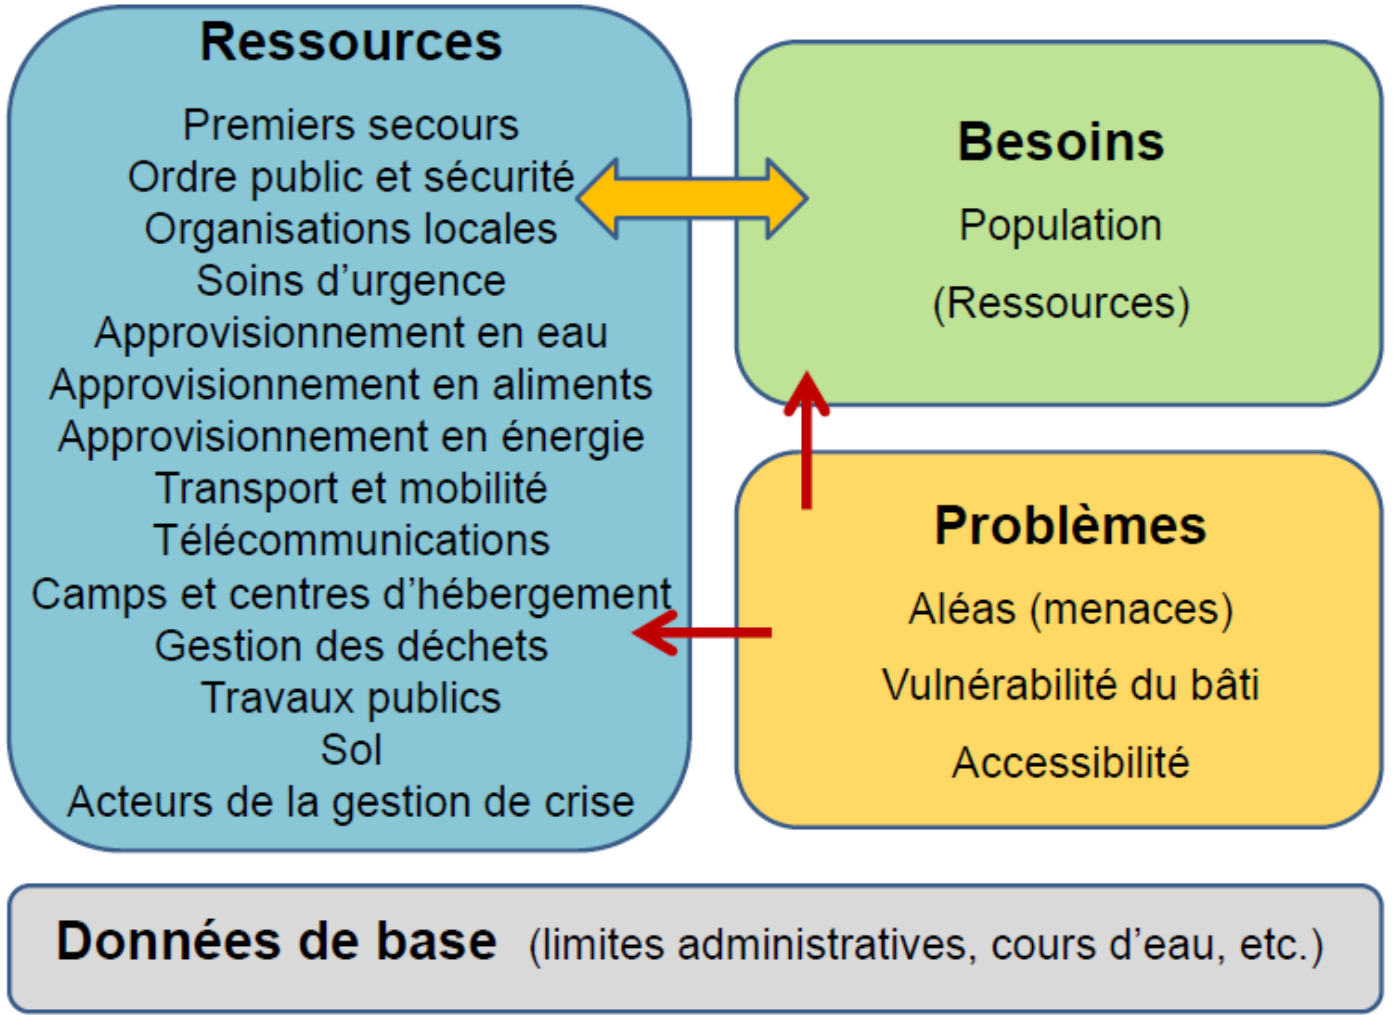 Ressources
Premiers secours
Ordre public et sécurité
Organisations locales
Soins d’urgence
Approvisionnement en eau
Approvisionnement en aliments
Approvisionnement en énergie
Transport et mobilité
Télécommunications
Camps et centres d’hébergement
Gestion des déchets
Travaux publics
Sol
Acteurs de la gestion de crise
Besoins
Population
(Ressources)
Problèmes
Aléas (menaces)
Vulnérabilité du bâti
Accessibilité
Données de base (limites administratives, cours d’eau, etc.)